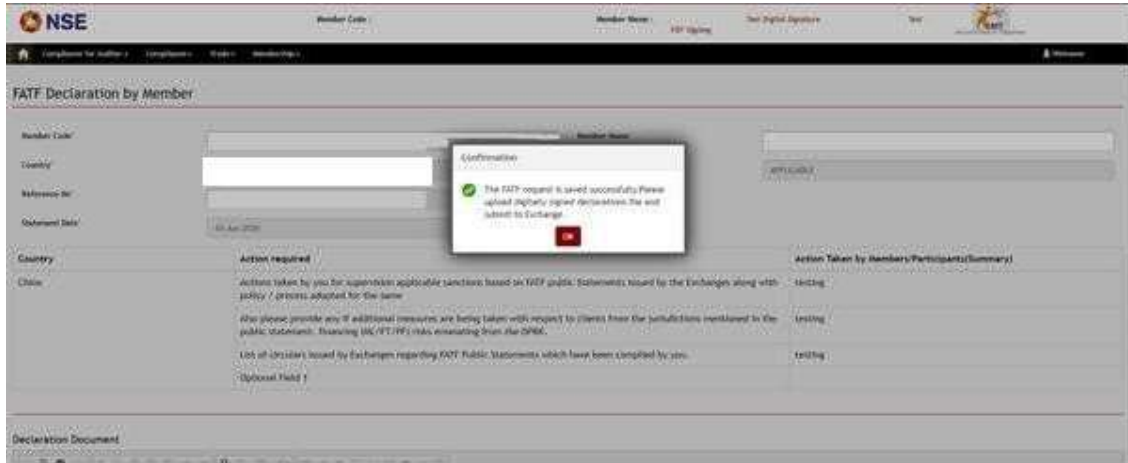 NSE
Member Code :
Member Name :
PDF Signing
Test Digital Signature
Test
Compliance for Auditor
Compliance
Trade
Membership
Welcome
FATF Declaration by Member
Member Code*
Member Name
Country*
APPLICABLE
Reference No*
Statement Date*
Confirmation
The FATF request is saved successfully.Please
upload digitally signed declarations file and
submit to Exchange
OK
Country
Action required
Action Taken by Members/Participants(Summary)
China
Actions taken by you for supervision applicable sanctions based on FATF public Statements issued by the Exchanges along with
policy / process adopted for the same
testing
Also please provide any if additional measures are being taken with respect to clients from the jurisdictions mentioned in the
public statement. financing (ML/FT/PF) risks emanating from the DPRK.
testing
List of circulars issued by Exchanges regarding FATF Public Statements which have been complied by you.
testing
Optional Field 1
Declaration Document